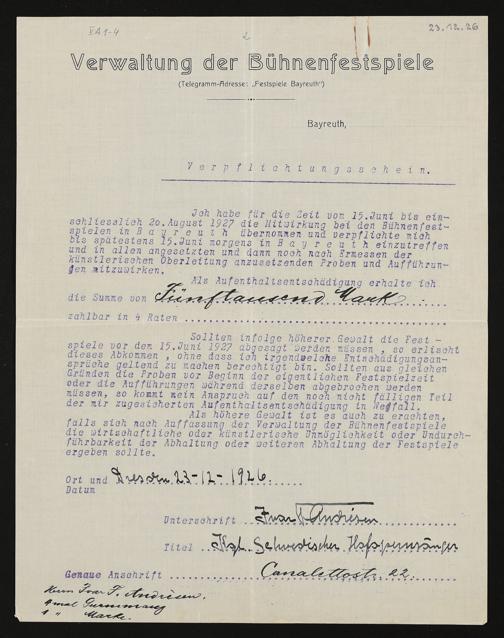 XA1-4
2
23.12.26
Verwaltung der Bühnenfestspiele
(Telegramm-Adresse: „Festspiele Bayreuth“)
Bayreuth,
Verpflichtungsschein.
Ich habe für die Zeit vom 15.Juni bis ein-
schliesslich 2o.August 1927 die Mitwirkung bei den Bühnenfest-
spielen in B a y r e u t h übernommen und verpflichte mich
bis spätestens 15.Juni morgens in B a y r e u t h einzutreffen
und in allen angesetzten und dann noch nach Ermessen der
künstlerischen Oberleitung anzusetzenden Proben und Aufführun-
gen mitzuwirken.
Als Aufenthaltsentschädigung erhalte ich
die Summe von Fünftausend Mark
zahlbar in 4 Raten
Sollten infolge höherer Gewalt die Fest -
spiele vor dem 15.Juni 1927 abgesagt werden müssen , so erlischt
dieses Abkommen , ohne dass ich irgendwelche Entschädigungsan-
sprüche geltend zu machen berechtigt bin. Sollten aus gleichen
Gründen die Proben vor Beginn der eigentlichen Festspielzeit
oder die Aufführungen während derselben abgebrochen werden
müssen, so kommt mein Anspruch auf den noch nicht fälligen Teil
der mir zugesicherten Aufenthaltsentschädigung in Wegfall.
Als höhere Gewalt ist es auch zu erachten,
falls sich nach Auffassung der Verwaltung der Bühnenfestspiele
die wirtschaftliche oder künstlerische Unmöglichkeit oder Undurch-
führbarkeit der Abhaltung oder weiteren Abhaltung der Festspiele
ergeben sollte.
Ort und Dresden 23-12-1926.
Datum
Unterschrift Ivar F. Andrésen
Titel Kgl. Schwedischer Hofopernsänger
Genaue Anschrift Canalettostr. 22.
Herrn Ivar F. Andrésen.
4 mal Gurnemanz
1 " Marke.